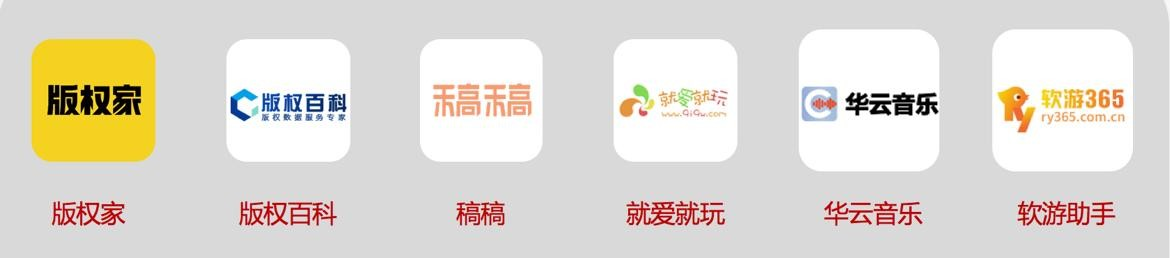 版权家
版权百科
版权数据服务专家
稿稿
就爱就玩
www.9i9w.com
华云音乐
软游365
ry365.com.cn
版权家
版权百科
稿稿
就爱就玩
华云音乐
软游助手